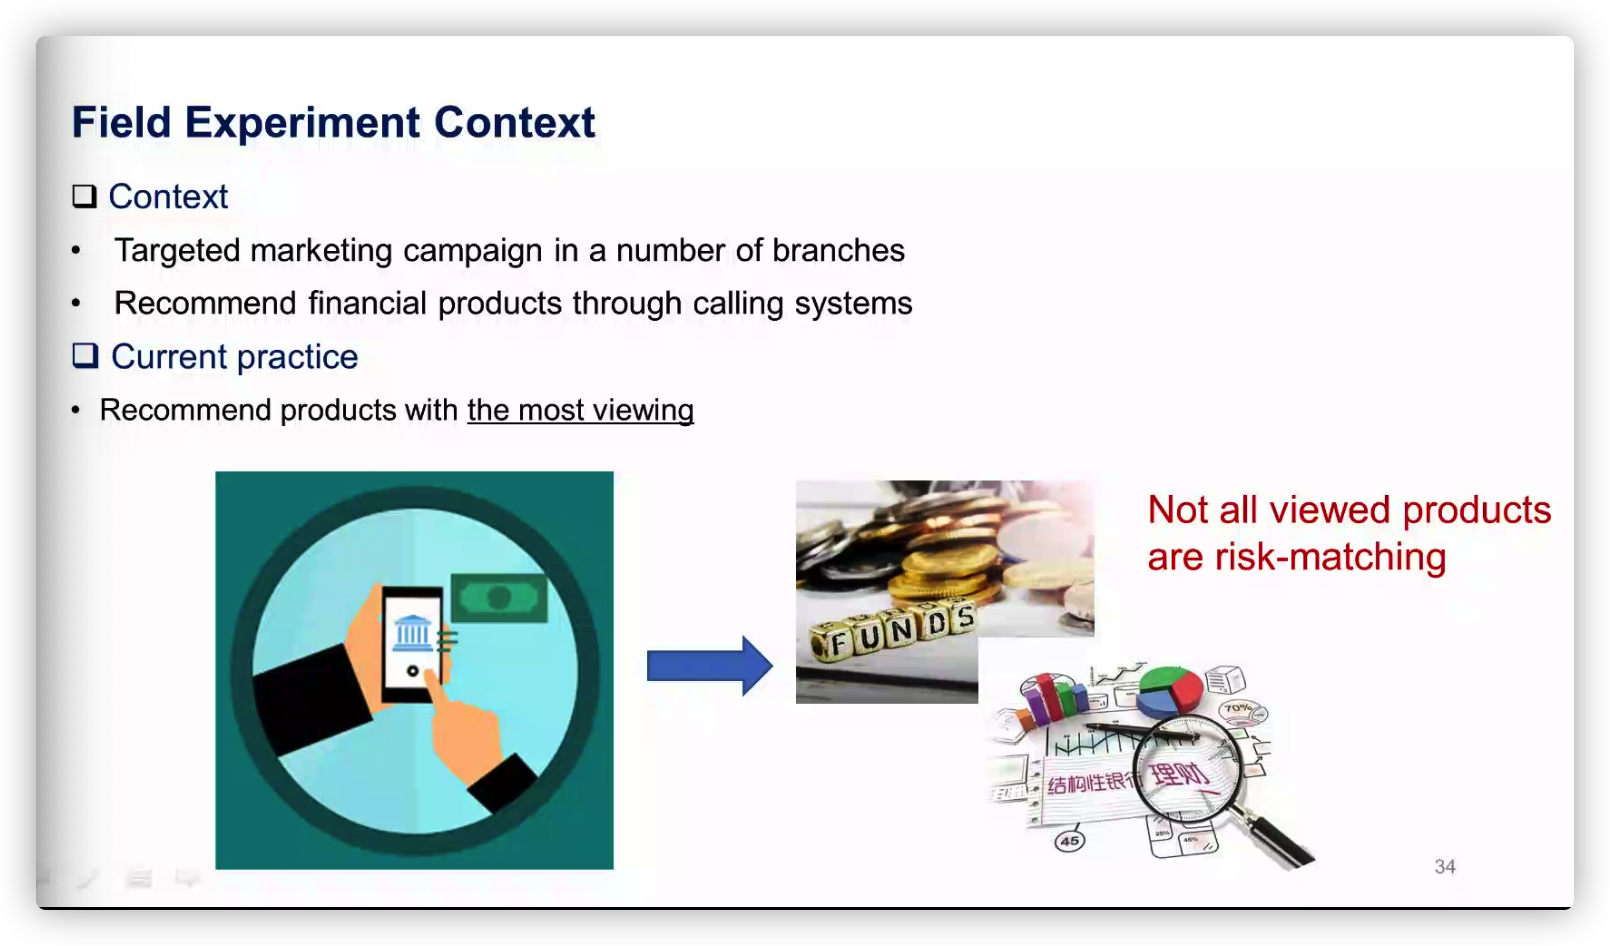 Field Experiment Context
Context
• Targeted marketing campaign in a number of branches
• Recommend financial products through calling systems
Current practice
• Recommend products with the most viewing
Not all viewed products
are risk-matching
FUNDS
70%
结构性银行
理财
45
25%
45%
34